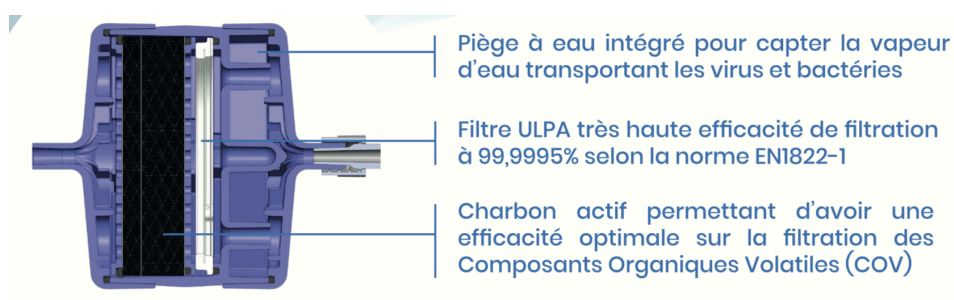 Piège à eau intégré pour capter la vapeur
d'eau transportant les virus et bactéries
Filtre ULPA très haute efficacité de filtration
à 99,9995% selon la norme EN1822-1
Charbon actif permettant d'avoir une
efficacité optimale sur la filtration des
Composants Organiques Volatiles (COV)